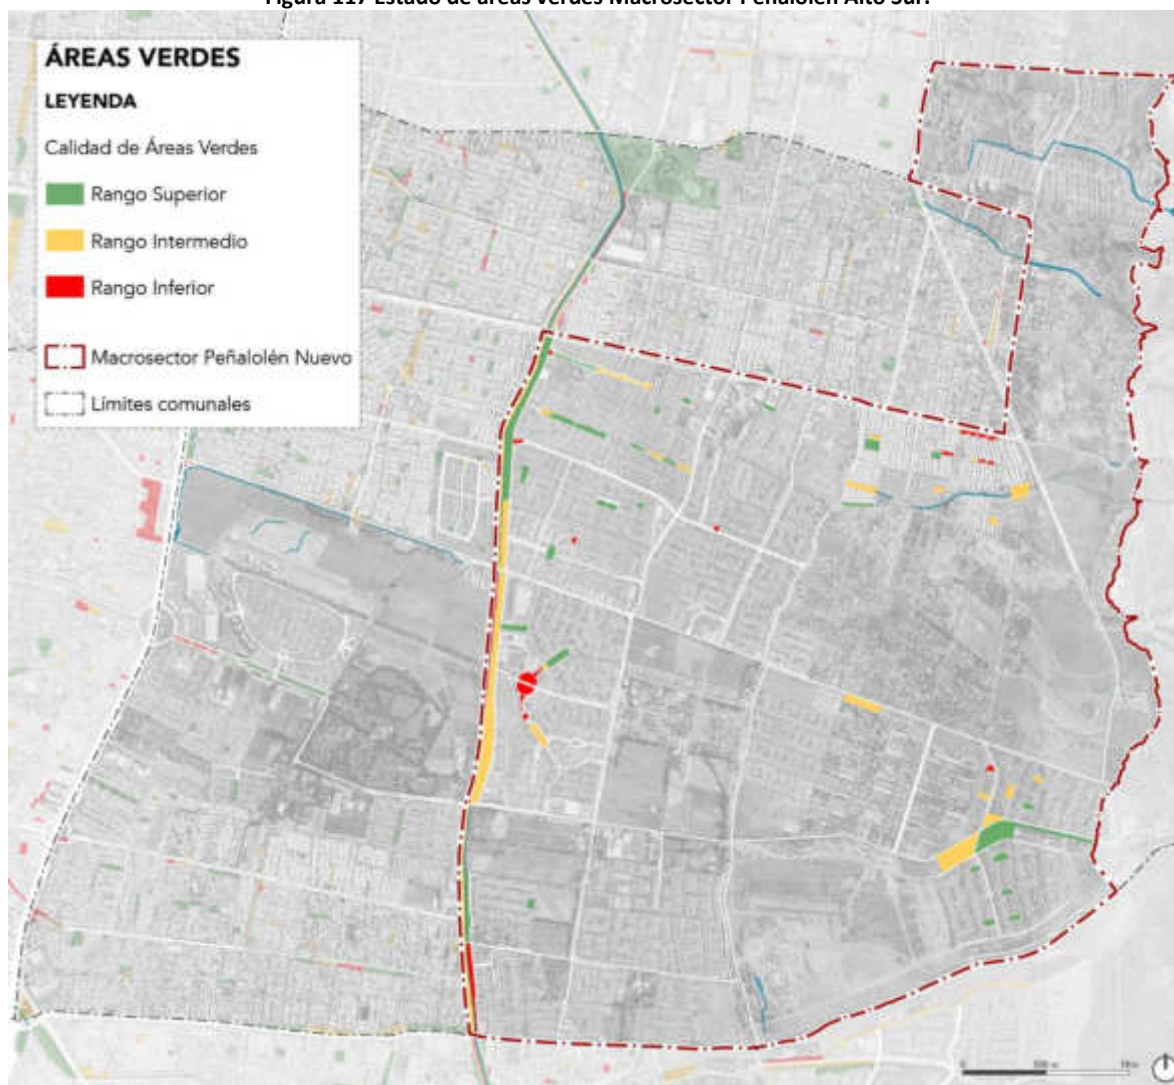 Figura 117 Estado de áreas verdes Macrosector Peñalolén Alto Sur.
ÁREAS VERDES
LEYENDA
Calidad de Áreas Verdes
Rango Superior
Rango Intermedio
Rango Inferior
Macrosector Peñalolén Nuevo
Límites comunales
0